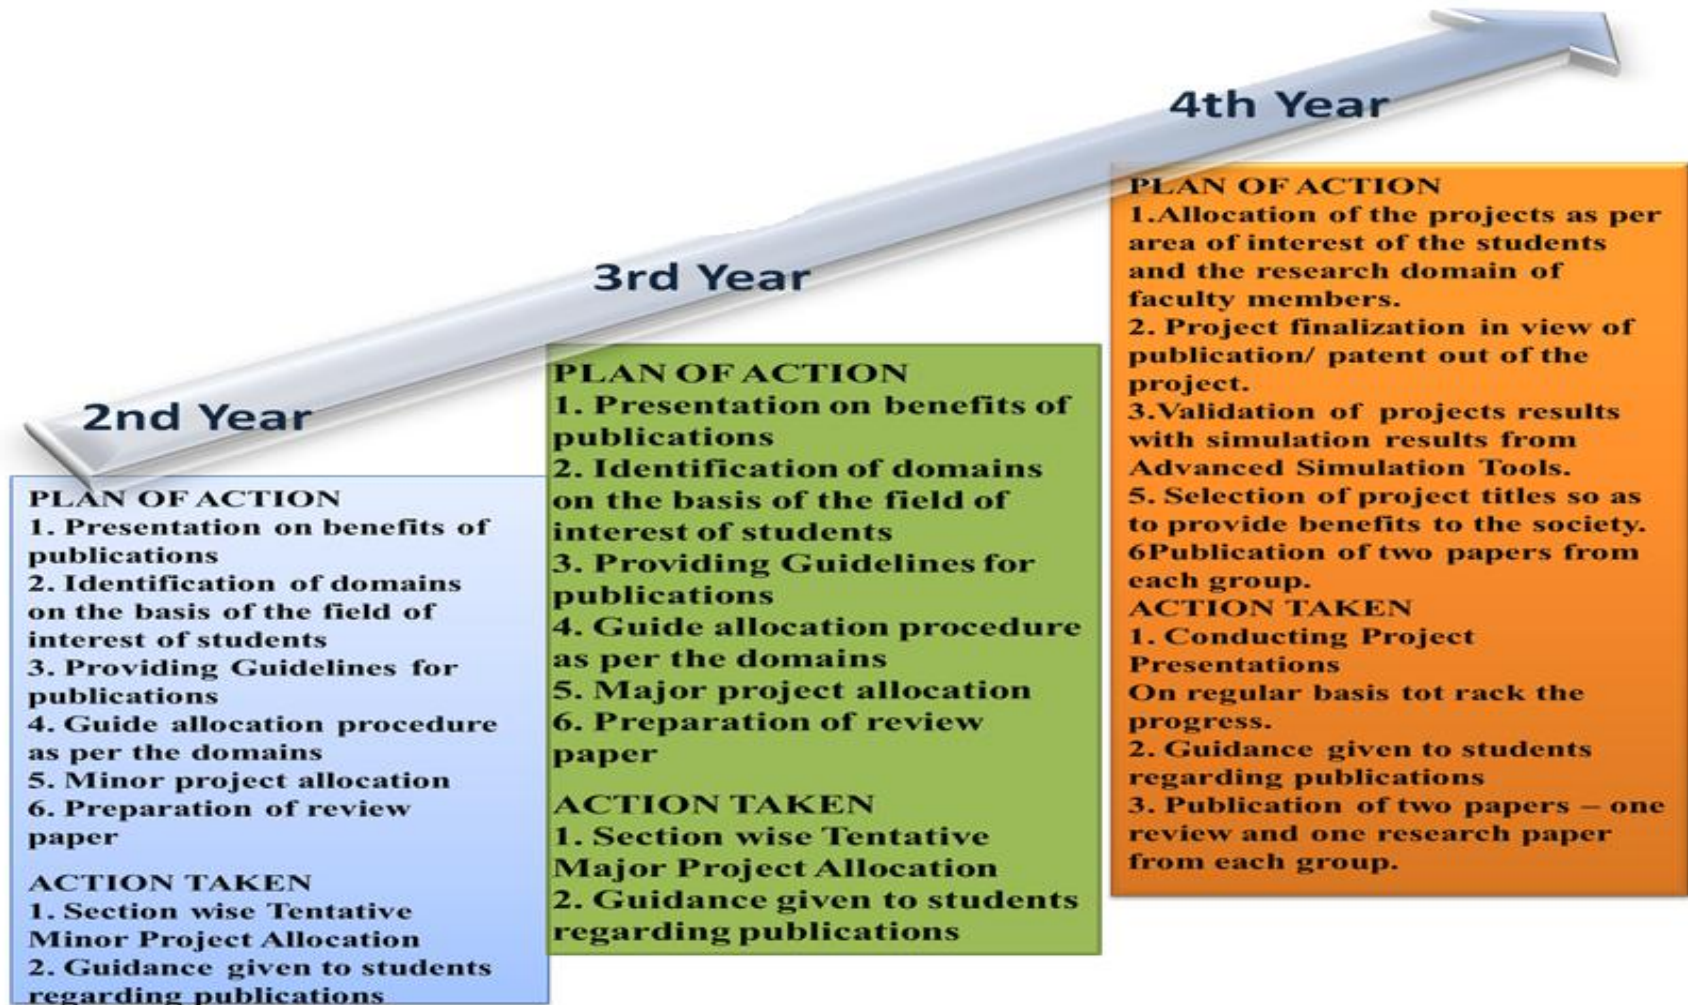 2nd Year
PLAN OF ACTION
1. Presentation on benefits of
publications
2. Identification of domains
on the basis of the field of
interest of students
3. Providing Guidelines for
publications
4. Guide allocation procedure
as per the domains
5. Minor project allocation
6. Preparation of review
paper
ACTION TAKEN
1. Section wise Tentative
Minor Project Allocation
2. Guidance given to students
regarding publications
3rd Year
PLAN OF ACTION
1. Presentation on benefits of
publications
2. Identification of domains
on the basis of the field of
interest of students
3. Providing Guidelines for
publications
4. Guide allocation procedure
as per the domains
5. Major project allocation
6. Preparation of review
paper
ACTION TAKEN
1. Section wise Tentative
Major Project Allocation
2. Guidance given to students
regarding publications
4th Year
PLAN OF ACTION
1.Allocation of the projects as per
area of interest of the students
and the research domain of
faculty members.
2. Project finalization in view of
publication/ patent out of the
project.
3.Validation of projects results
with simulation results from
Advanced Simulation Tools.
5. Selection of project titles so as
to provide benefits to the society.
6Publication of two papers from
each group.
ACTION TAKEN
1. Conducting Project
Presentations
On regular basis tot rack the
progress.
2. Guidance given to students
regarding publications
3. Publication of two papers – one
review and one research paper
from each group.